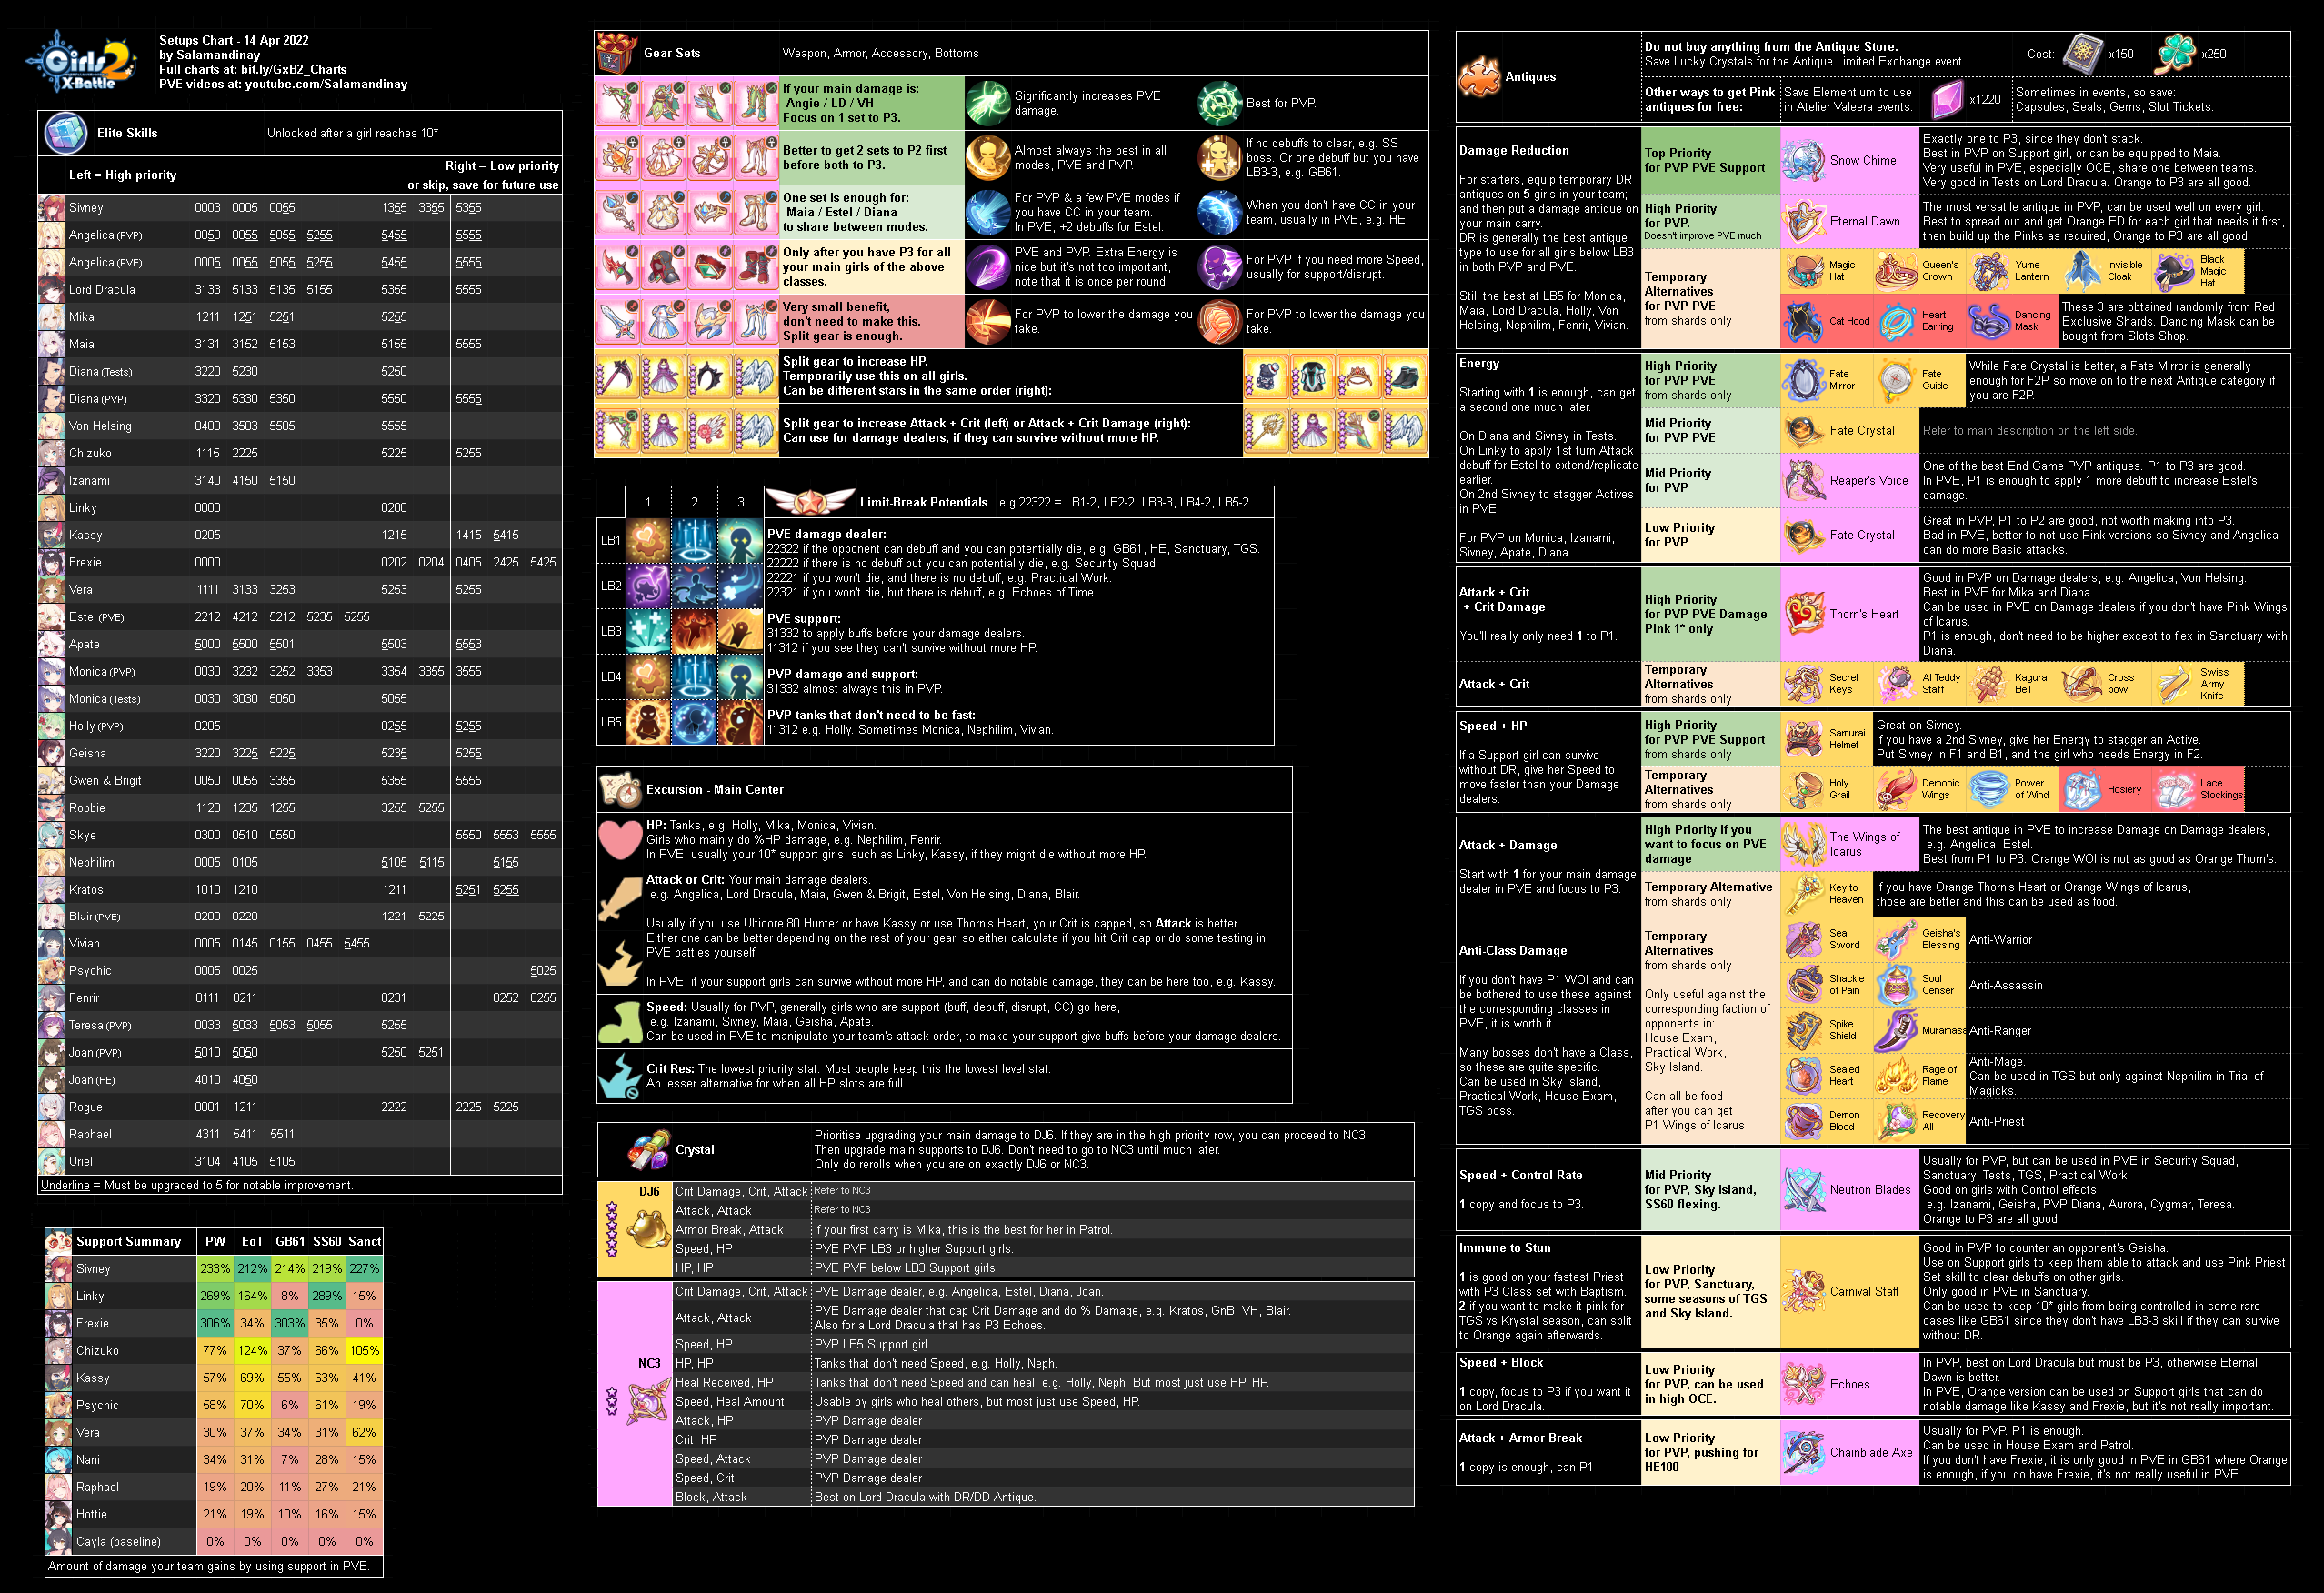 Girls X-Battle 2
Setups Chart - 14 Apr 2022
by Salamandinay
Full charts at: bit.ly/GxB2_Charts
PVE videos at: youtube.com/Salamandinay
Elite Skills Unlocked after a girl reaches 10*
Left = High priority
Right = Low priority
or skip, save for future use
Sivney 0003 0005 0055 1355 3355 5355
Angelica (PVP) 0050 0055 5055 5255 5455 5555
Angelica (PVE) 0005 0055 5055 5255 5455 5555
Lord Dracula 3133 5133 5135 5155 5355 5555
Mika 1211 1251 5251 5255
Maia 3131 3152 5153 5155 5555
Diana (Tests) 3220 5230 5250
Diana (PVP) 3320 5330 5350 5550 5555
Von Helsing 0400 3503 5505 5555
Chizuko 1115 2225 5225 5255
Izanami 3140 4150 5150
Linky 0000 0200
Kassy 0205 1215 1415 5415
Frexie 0000 0202 0204 0405 2425 5425
Vera 1111 3133 3253 5253 5255
Estel (PVE) 2212 4212 5212 5235 5255
Apate 5000 5500 5501 5503 5553
Monica (PVP) 0030 3232 3252 3353 3354 3355 3555
Monica (Tests) 0030 3030 5050 5055
Holly (PVP) 0205 0255 5255
Geisha 3220 3225 5225 5235 5255
Gwen & Brigit 0050 0055 3355 5355 5555
Robbie 1123 1235 1255 3255 5255
Skye 0300 0510 0550 5550 5553 5555
Nephilim 0005 0105 5105 5115 5155
Kratos 1010 1210 1211 5251 5255
Blair (PVE) 0200 0220 1221 5225
Vivian 0005 0145 0155 0455 5455
Psychic 0005 0025 5025
Fenrir 0111 0211 0231 0252 0255
Teresa (PVP) 0033 5033 5053 5055 5255
Joan (PVP) 5010 5050 5250 5251
Joan (HE) 4010 4050
Rogue 0001 1211 2222 2225 5225
Raphael 4311 5411 5511
Uriel 3104 4105 5105
Underline = Must be upgraded to 5 for notable improvement.
Support Summary PW EoT GB61 SS60 Sanct
Sivney 233% 212% 214% 219% 227%
Linky 269% 164% 8% 289% 15%
Frexie 306% 34% 303% 35% 0%
Chizuko 77% 124% 37% 66% 105%
Kassy 57% 69% 55% 63% 41%
Psychic 58% 70% 6% 61% 19%
Vera 30% 37% 34% 31% 62%
Nani 34% 31% 7% 28% 15%
Raphael 19% 20% 11% 27% 21%
Hottie 21% 19% 10% 16% 15%
Cayla (baseline) 0% 0% 0% 0% 0%
Amount of damage your team gains by using support in PVE.
Gear Sets Weapon, Armor, Accessory, Bottoms
If your main damage is:
Angie / LD / VH
Focus on 1 set to P3.
Significantly increases PVE
damage.
Best for PVP.
Better to get 2 sets to P2 first
before both to P3.
Almost always the best in all
modes, PVE and PVP.
If no debuffs to clear, e.g. SS
boss. Or one debuff but you have
LB3-3, e.g. GB61.
One set is enough for:
Maia / Estel / Diana
to share between modes.
For PVP & a few PVE modes if
you have CC in your team.
In PVE, +2 debuffs for Estel.
When you don't have CC in your
team, usually in PVE, e.g. HE.
Only after you have P3 for all
your main girls of the above
classes.
PVE and PVP. Extra Energy is
nice but it's not too important,
note that it is once per round.
For PVP if you need more Speed,
usually for support/disrupt.
Very small benefit,
don't need to make this.
Split gear is enough.
For PVP to lower the damage you
take.
For PVP to lower the damage you
take.
Split gear to increase HP.
Temporarily use this on all girls.
Can be different stars in the same order (right):
Split gear to increase Attack + Crit (left) or Attack + Crit Damage (right):
Can use for damage dealers, if they can survive without more HP.
1 2 3
Limit-Break Potentials e.g 22322 = LB1-2, LB2-2, LB3-3, LB4-2, LB5-2
LB1
LB2
LB3
LB4
LB5
PVE damage dealer:
22322 if the opponent can debuff and you can potentially die, e.g. GB61, HE, Sanctuary, TGS.
22222 if there is no debuff but you can potentially die, e.g. Security Squad.
22221 if you won't die, and there is no debuff, e.g. Practical Work.
22321 if you won't die, but there is debuff, e.g. Echoes of Time.
PVE support:
31332 to apply buffs before your damage dealers.
11312 if you see they can't survive without more HP.
PVP damage and support:
31332 almost always this in PVP.
PVP tanks that don't need to be fast:
11312 e.g. Holly. Sometimes Monica, Nephilim, Vivian.
Excursion - Main Center
HP: Tanks, e.g. Holly, Mika, Monica, Vivian.
Girls who mainly do %HP damage, e.g. Nephilim, Fenrir.
In PVE, usually your 10* support girls, such as Linky, Kassy, if they might die without more HP.
Attack or Crit: Your main damage dealers.
e.g. Angelica, Lord Dracula, Maia, Gwen & Brigit, Estel, Von Helsing, Diana, Blair.
Usually if you use Ulticore 80 Hunter or have Kassy or use Thorn's Heart, your Crit is capped, so Attack is better.
Either one can be better depending on the rest of your gear, so either calculate if you hit Crit cap or do some testing in
PVE battles yourself.
In PVE, if your support girls can survive without more HP, and can do notable damage, they can be here too, e.g. Kassy.
Speed: Usually for PVP, generally girls who are support (buff, debuff, disrupt, CC) go here,
e.g. Izanami, Sivney, Maia, Geisha, Apate.
Can be used in PVE to manipulate your team's attack order, to make your support give buffs before your damage dealers.
Crit Res: The lowest priority stat. Most people keep this the lowest level stat.
An lesser alternative for when all HP slots are full.
Crystal
Prioritise upgrading your main damage to DJ6. If they are in the high priority row, you can proceed to NC3.
Then upgrade main supports to DJ6. Don't need to go to NC3 until much later.
Only do rerolls when you are on exactly DJ6 or NC3.
DJ6
Crit Damage, Crit, Attack Refer to NC3
Attack, Attack Refer to NC3
Armor Break, Attack If your first carry is Mika, this is the best for her in Patrol.
Speed, HP PVE PVP LB3 or higher Support girls.
HP, HP PVE PVP below LB3 Support girls.
NC3
Crit Damage, Crit, Attack PVE Damage dealer, e.g. Angelica, Estel, Diana, Joan.
Attack, Attack PVE Damage dealer that cap Crit Damage and do % Damage, e.g. Kratos, GnB, VH, Blair.
Also for a Lord Dracula that has P3 Echoes.
Speed, HP PVP LB5 Support girl.
HP, HP Tanks that don't need Speed, e.g. Holly, Neph.
Heal Received, HP Tanks that don't need Speed and can heal, e.g. Holly, Neph. But most just use HP, HP.
Speed, Heal Amount Usable by girls who heal others, but most just use Speed, HP.
Attack, HP PVP Damage dealer
Crit, HP PVP Damage dealer
Speed, Attack PVP Damage dealer
Speed, Crit PVP Damage dealer
Block, Attack Best on Lord Dracula with DR/DD Antique.
Antiques
Do not buy anything from the Antique Store.
Save Lucky Crystals for the Antique Limited Exchange event.
Cost: x150 x250
Other ways to get Pink
antiques for free:
Save Elementium to use
in Atelier Valeera events:
x1220
Sometimes in events, so save:
Capsules, Seals, Gems, Slot Tickets.
Damage Reduction
For starters, equip temporary DR
antiques on 5 girls in your team;
and then put a damage antique on
your main carry.
DR is generally the best antique
type to use for all girls below LB3
in both PVP and PVE.
Still the best at LB5 for Monica,
Maia, Lord Dracula, Holly, Von
Helsing, Nephilim, Fenrir, Vivian.
Top Priority
for PVP PVE Support
Snow Chime
Exactly one to P3, since they don't stack.
Best in PVP on Support girl, or can be equipped to Maia.
Very useful in PVE, especially OCE, share one between teams.
Very good in Tests on Lord Dracula. Orange to P3 are all good.
High Priority
for PVP.
Doesn't improve PVE much
Eternal Dawn
The most versatile antique in PVP, can be used well on every girl.
Best to spread out and get Orange ED for each girl that needs it first,
then build up the Pinks as required, Orange to P3 are all good.
Temporary
Alternatives
for PVP PVE
from shards only
Magic Hat
Queen's Crown
Yume Lantern
Invisible Cloak
Black Magic Hat
Cat Hood
Heart Earring
Dancing Mask
These 3 are obtained randomly from Red
Exclusive Shards. Dancing Mask can be
bought from Slots Shop.
Energy
Starting with 1 is enough, can get
a second one much later.
On Diana and Sivney in Tests.
On Linky to apply 1st turn Attack
debuff for Estel to extend/replicate
earlier.
On 2nd Sivney to stagger Actives
in PVE.
For PVP on Monica, Izanami,
Sivney, Apate, Diana.
High Priority
for PVP PVE
from shards only
Fate Mirror
Fate Guide
While Fate Crystal is better, a Fate Mirror is generally
enough for F2P so move on to the next Antique category if
you are F2P.
Mid Priority
for PVP PVE
Fate Crystal
Refer to main description on the left side.
Mid Priority
for PVP
Reaper's Voice
One of the best End Game PVP antiques. P1 to P3 are good.
In PVE, P1 is enough to apply 1 more debuff to increase Estel's
damage.
Low Priority
for PVP
Fate Crystal
Great in PVP, P1 to P2 are good, not worth making into P3.
Bad in PVE, better to not use Pink versions so Sivney and Angelica
can do more Basic attacks.
Attack + Crit
+ Crit Damage
You'll really only need 1 to P1.
High Priority
for PVP PVE Damage
Pink 1* only
Thorn's Heart
Good in PVP on Damage dealers, e.g. Angelica, Von Helsing.
Best in PVE for Mika and Diana.
Can be used in PVE on Damage dealers if you don't have Pink Wings
of Icarus.
P1 is enough, don't need to be higher except to flex in Sanctuary with
Diana.
Attack + Crit
Temporary
Alternatives
from shards only
Secret Keys
Al Teddy Staff
Kagura Bell
Cross bow
Swiss Army Knife
Speed + HP
If a Support girl can survive
without DR, give her Speed to
move faster than your Damage
dealers.
High Priority
for PVP PVE Support
from shards only
Samurai Helmet
Great on Sivney.
If you have a 2nd Sivney, give her Energy to stagger an Active.
Put Sivney in F1 and B1, and the girl who needs Energy in F2.
Temporary
Alternatives
from shards only
Holy Grail
Demonic Wings
Power of Wind
Hosiery
Lace Stockings
Attack + Damage
Start with 1 for your main damage
dealer in PVE and focus to P3.
High Priority if you
want to focus on PVE
damage
The Wings of
Icarus
The best antique in PVE to increase Damage on Damage dealers,
e.g. Angelica, Estel.
Best from P1 to P3. Orange WOI is not as good as Orange Thorn's.
Temporary Alternative
from shards only
Key to Heaven
If you have Orange Thorn's Heart or Orange Wings of Icarus,
those are better and this can be used as food.
Anti-Class Damage
If you don't have P1 WOI and can
be bothered to use these against
the corresponding classes in
PVE, it is worth it.
Many bosses don't have a Class,
so these are quite specific.
Can be used in Sky Island,
Practical Work, House Exam,
TGS boss.
Temporary
Alternatives
from shards only
Only useful against the
corresponding faction of
opponents in:
House Exam,
Practical Work,
Sky Island.
Can all be food
after you can get
P1 Wings of Icarus
Seal Sword
Geisha's Blessing
Anti-Warrior
Shackle of Pain
Soul Censer
Anti-Assassin
Spike Shield
Muramasa
Anti-Ranger
Sealed Heart
Rage of Flame
Anti-Mage.
Can be used in TGS but only against Nephilim in Trial of
Magicks.
Demon Blood
Recovery All
Anti-Priest
Speed + Control Rate
1 copy and focus to P3.
Mid Priority
for PVP, Sky Island,
SS60 flexing.
Neutron Blades
Usually for PVP, but can be used in PVE in Security Squad,
Sanctuary, Tests, TGS, Practical Work.
Good on girls with Control effects,
e.g. Izanami, Geisha, PVP Diana, Aurora, Cygmar, Teresa.
Orange to P3 are all good.
Immune to Stun
1 is good on your fastest Priest
with P3 Class set with Baptism.
2 if you want to make it pink for
TGS vs Krystal season, can split
to Orange again afterwards.
Low Priority
for PVP, Sanctuary,
some seasons of TGS
and Sky Island.
Carnival Staff
Good in PVP to counter an opponent's Geisha.
Use on Support girls to keep them able to attack and use Pink Priest
Set skill to clear debuffs on other girls.
Only good in PVE in Sanctuary.
Can be used to keep 10* girls from being controlled in some rare
cases like GB61 since they don't have LB3-3 skill if they can survive
without DR.
Speed + Block
1 copy, focus to P3 if you want it
on Lord Dracula.
Low Priority
for PVP, can be used
in high OCE.
Echoes
In PVP, best on Lord Dracula but must be P3, otherwise Eternal
Dawn is better.
In PVE, Orange version can be used on Support girls that can do
notable damage like Kassy and Frexie, but it's not really important.
Attack + Armor Break
1 copy is enough, can P1
Low Priority
for PVP, pushing for
HE100
Chainblade Axe
Usually for PVP. P1 is enough.
Can be used in House Exam and Patrol.
If you don't have Frexie, it is only good in PVE in GB61 where Orange
is enough, if you do have Frexie, it's not really useful in PVE.